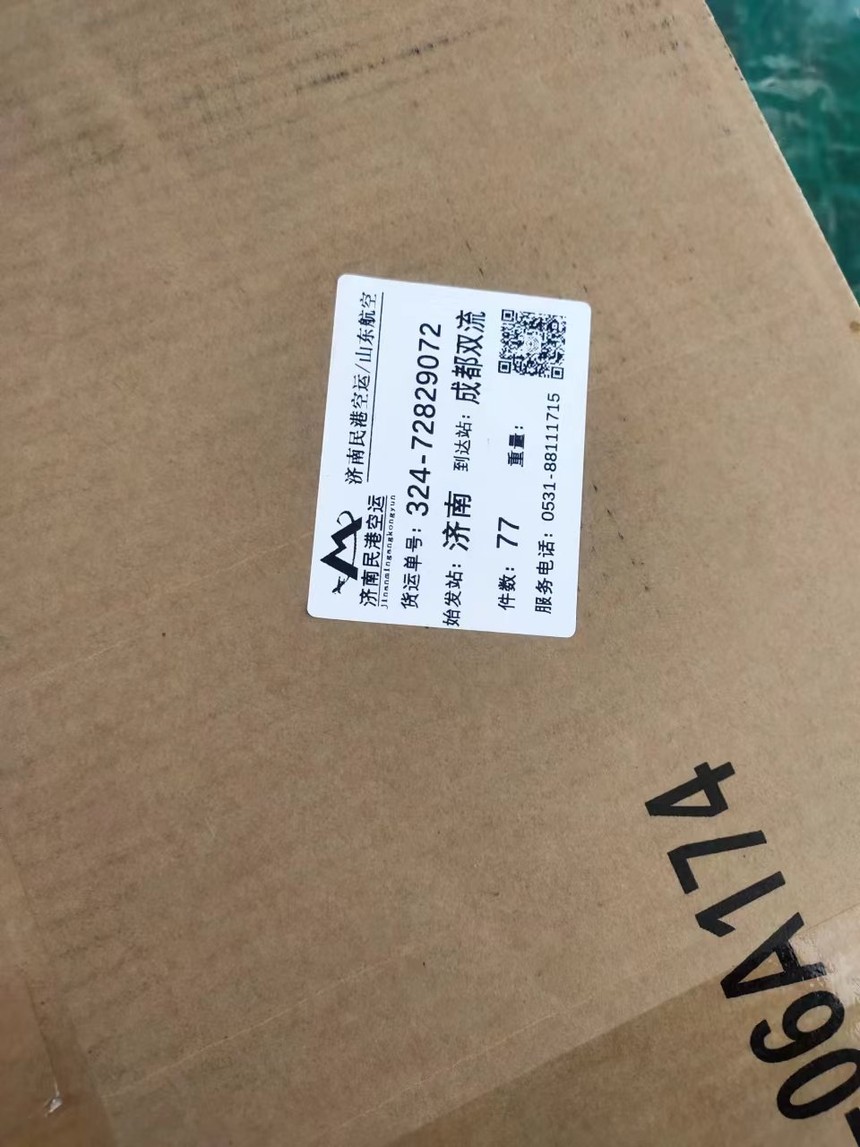 济南民港空运/山东航空
济南民港空运
货运单号：324-72829072
始发站：济南 到达站：成都双流
件数：77 重量：
服务电话：0531-88111715
06A174